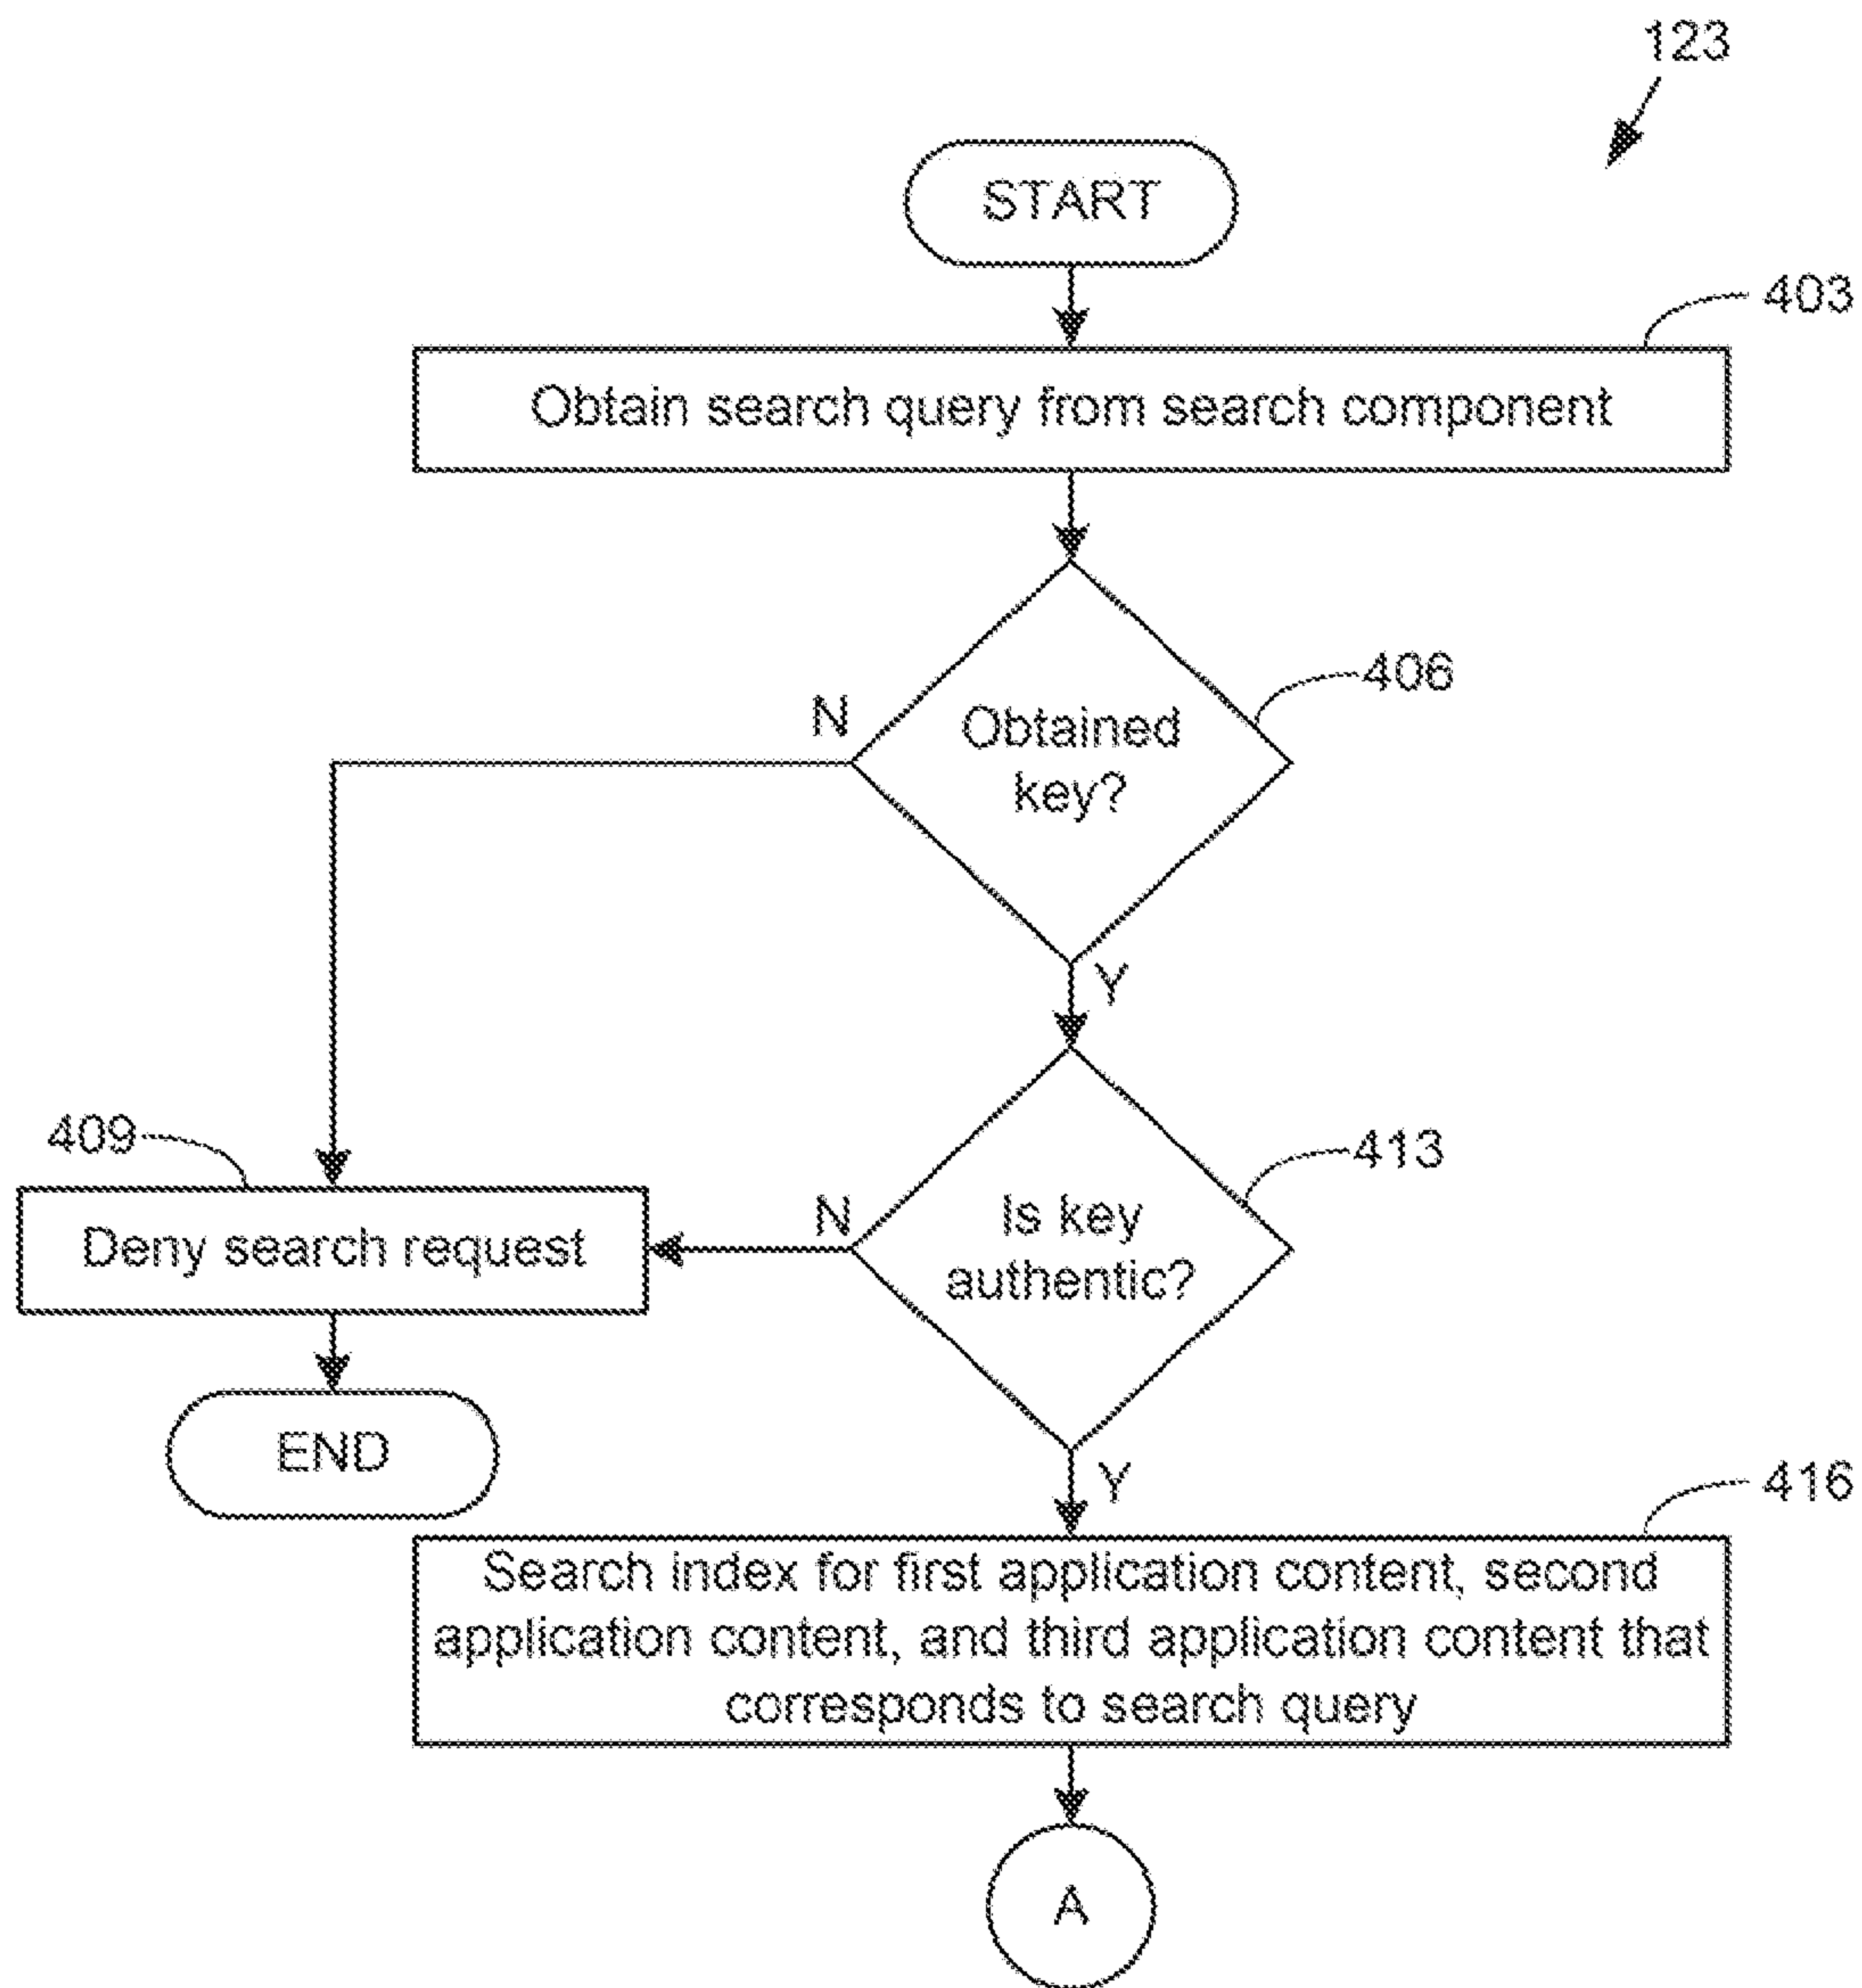 123
START
403
Obtain search query from search component
406
N
Obtained
key?
Y
409
413
Deny search request
N
Is key
authentic?
END
Y
416
Search index for first application content, second
application content, and third application content that
corresponds to search query
A